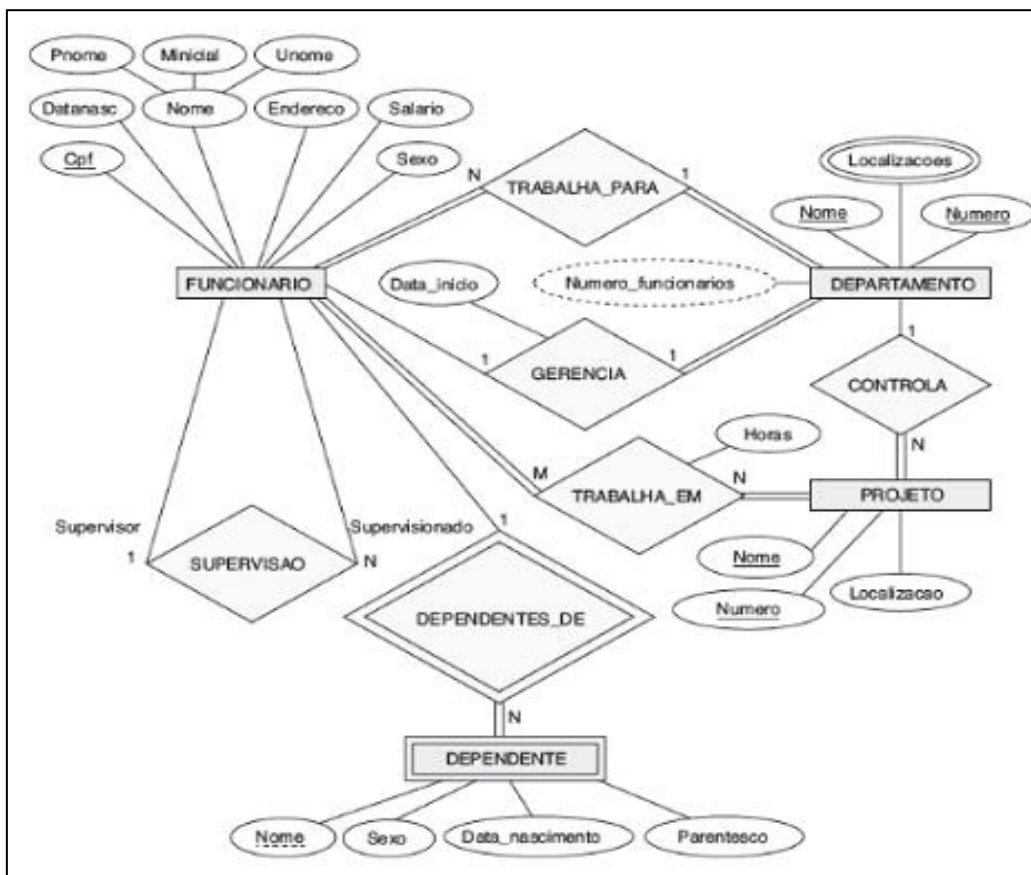 Pnome
Minicial
Unome
Datanasc
Nome
Endereco
Salario
Cpf
Sexo
N
TRABALHA_PARA
1
Localizacoes
Nome
Numero
FUNCIONARIO
Data_inicio
Numero_funcionarios
DEPARTAMENTO
1
GERENCIA
1
1
CONTROLA
N
Horas
M
TRABALHA_EM
N
PROJETO
Supervisor
1
SUPERVISAO
Supervisionado
N
1
Nome
Numero
Localizacao
DEPENDENTES_DE
N
DEPENDENTE
Nome
Sexo
Data_nascimento
Parentesco